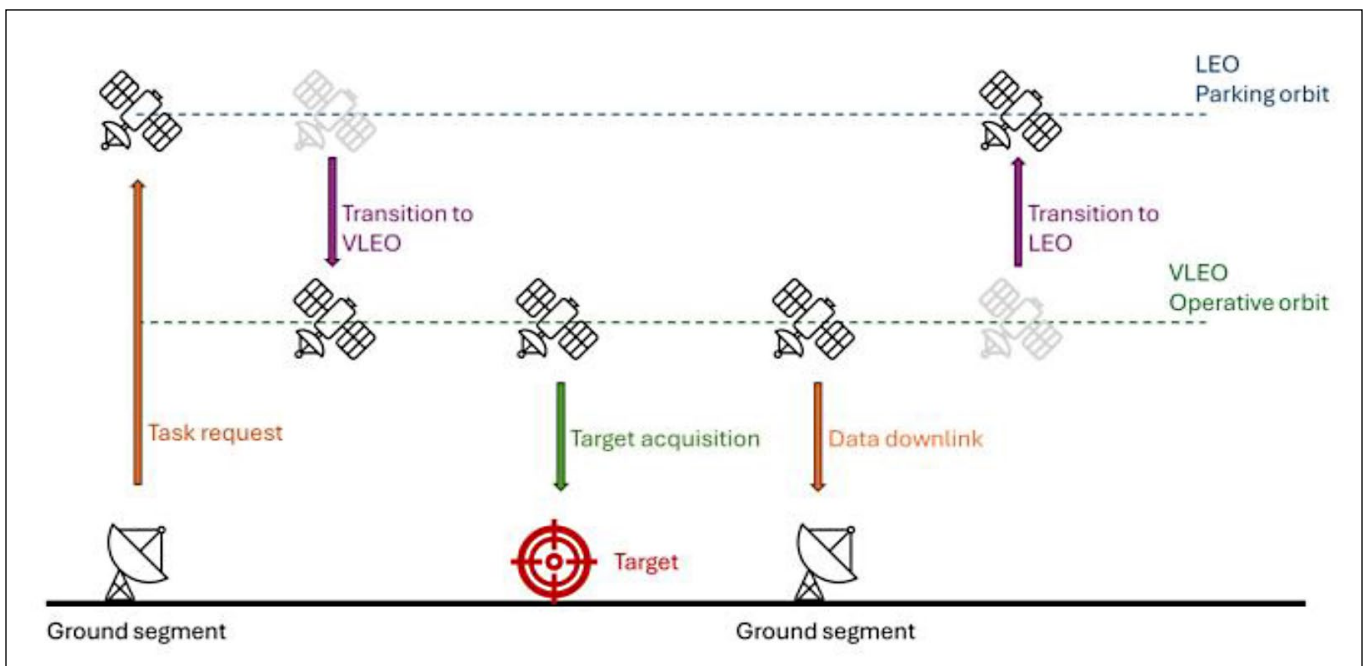 LEO
Parking orbit
Transition to
VLEO
Transition to
LEO
VLEO
Operative orbit
Task request
Target acquisition
Data downlink
Target
Ground segment
Ground segment